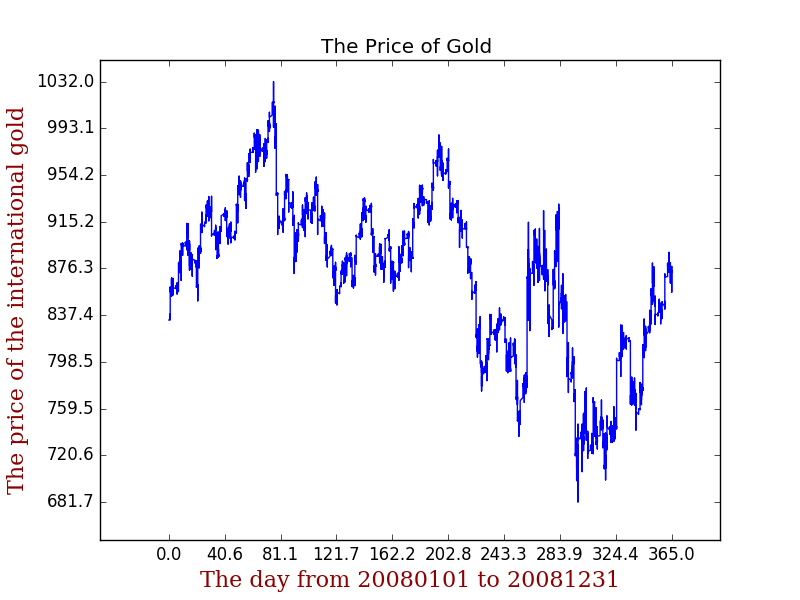 The Price of Gold
The price of the international gold
1032.0
993.1
954.2
915.2
876.3
837.4
798.5
759.5
720.6
681.7
0.0 40.6 81.1 121.7 162.2 202.8 243.3 283.9 324.4 365.0
The day from 20080101 to 20081231